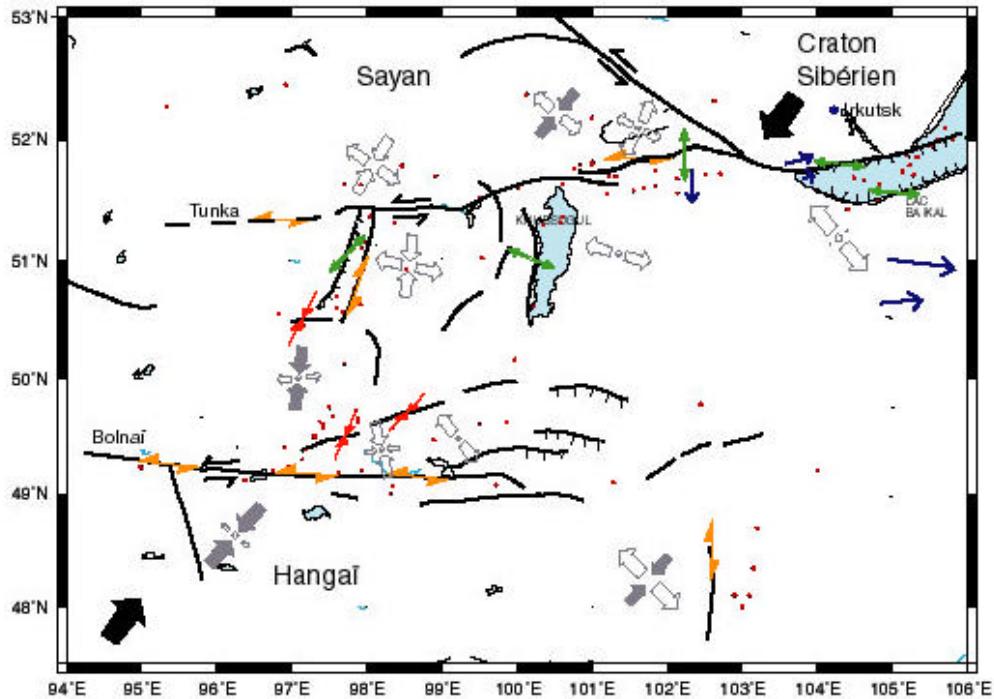 53˚N
52˚N
51˚N
50˚N
49˚N
48˚N
Sayan
Craton
Sibérien
Irkutsk
Tunka
LAC
BAIKAL
Bolnaï
Hangaï
94˚E 95˚E 96˚E 97˚E 98˚E 99˚E 100˚E 101˚E 102˚E 103˚E 104˚E 105˚E 106˚E